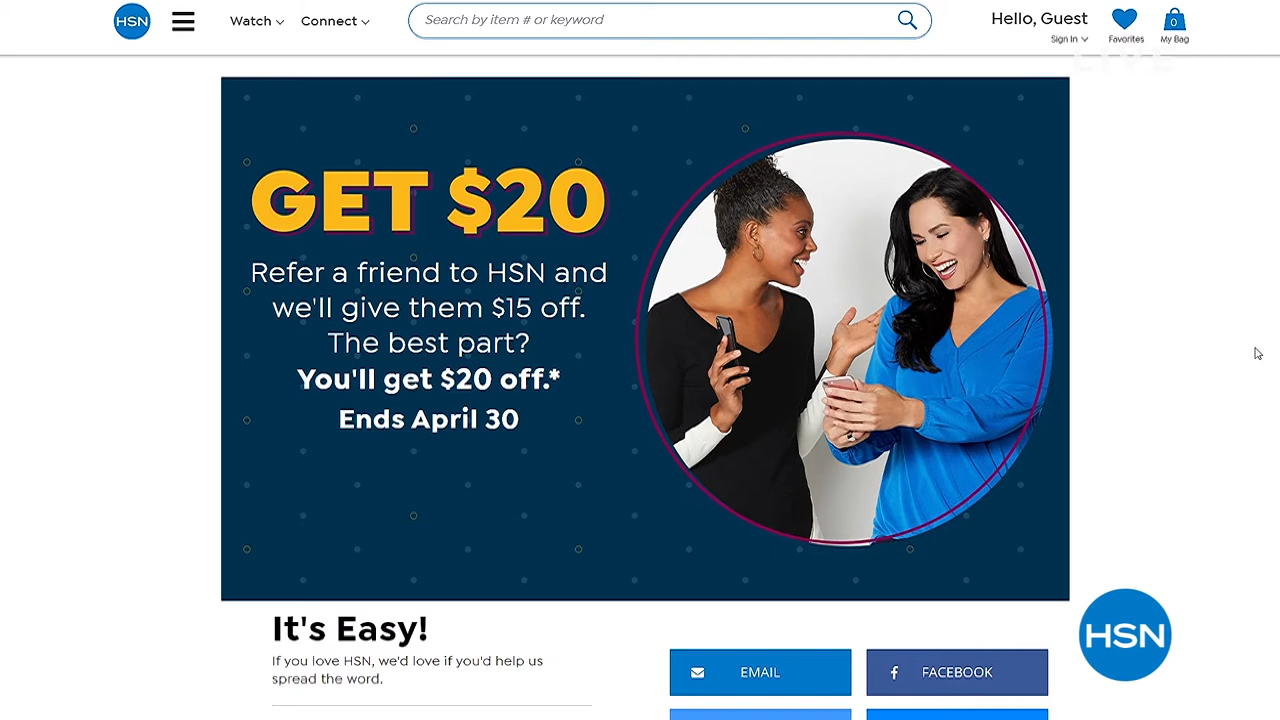 HSN
Watch
Connect
Search by item # or keyword
Hello, Guest
Sign In
Favorites
0
My Bag
LIVE
GET $20
Refer a friend to HSN and
we'll give them $15 off.
The best part?
You'll get $20 off.*
Ends April 30
It's Easy!
If you love HSN, we'd love if you'd help us
spread the word.
EMAIL
FACEBOOK
HSN